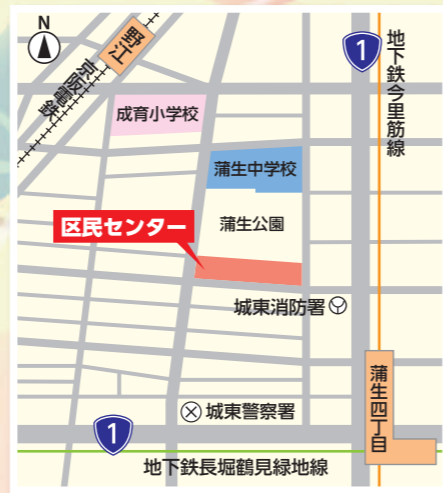 N
野江
京阪電鉄
1
地下鉄今里筋線
成育小学校
蒲生中学校
蒲生公園
区民センター
城東消防署
蒲生四丁目
城東警察署
1
地下鉄長堀鶴見緑地線